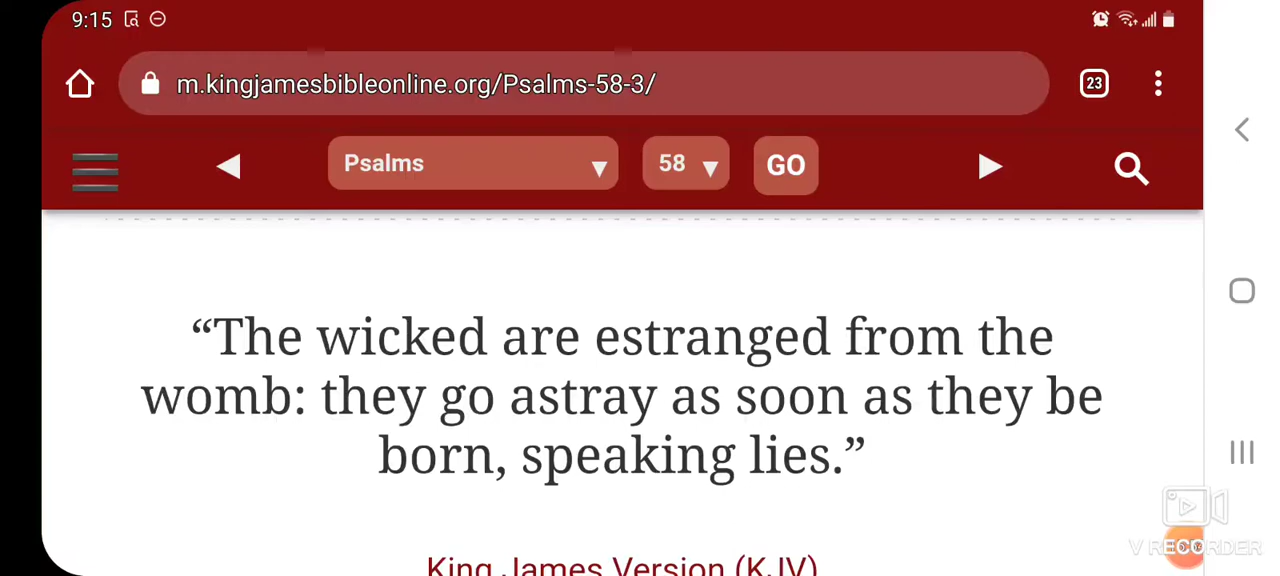 9:15
m.kingjamesbibleonline.org/Psalms-58-3/
23
Psalms
58
GO
“The wicked are estranged from the
womb: they go astray as soon as they be
born, speaking lies.”
King James Version (KJV)
V RECORDER